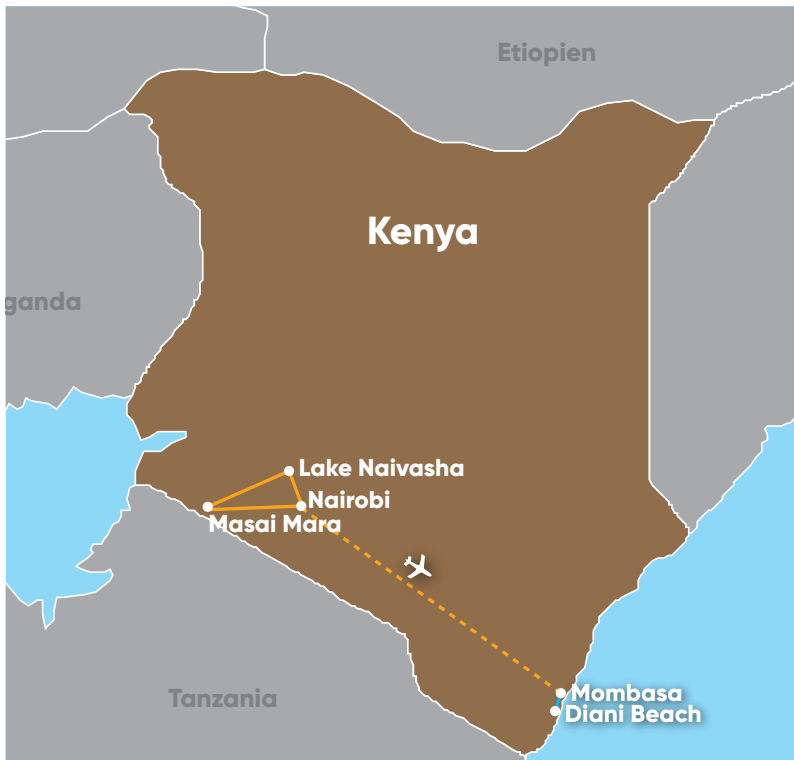 Etiopien
Kenya
ganda
Lake Naivasha
Nairobi
Masai Mara
Mombasa
Diani Beach
Tanzania